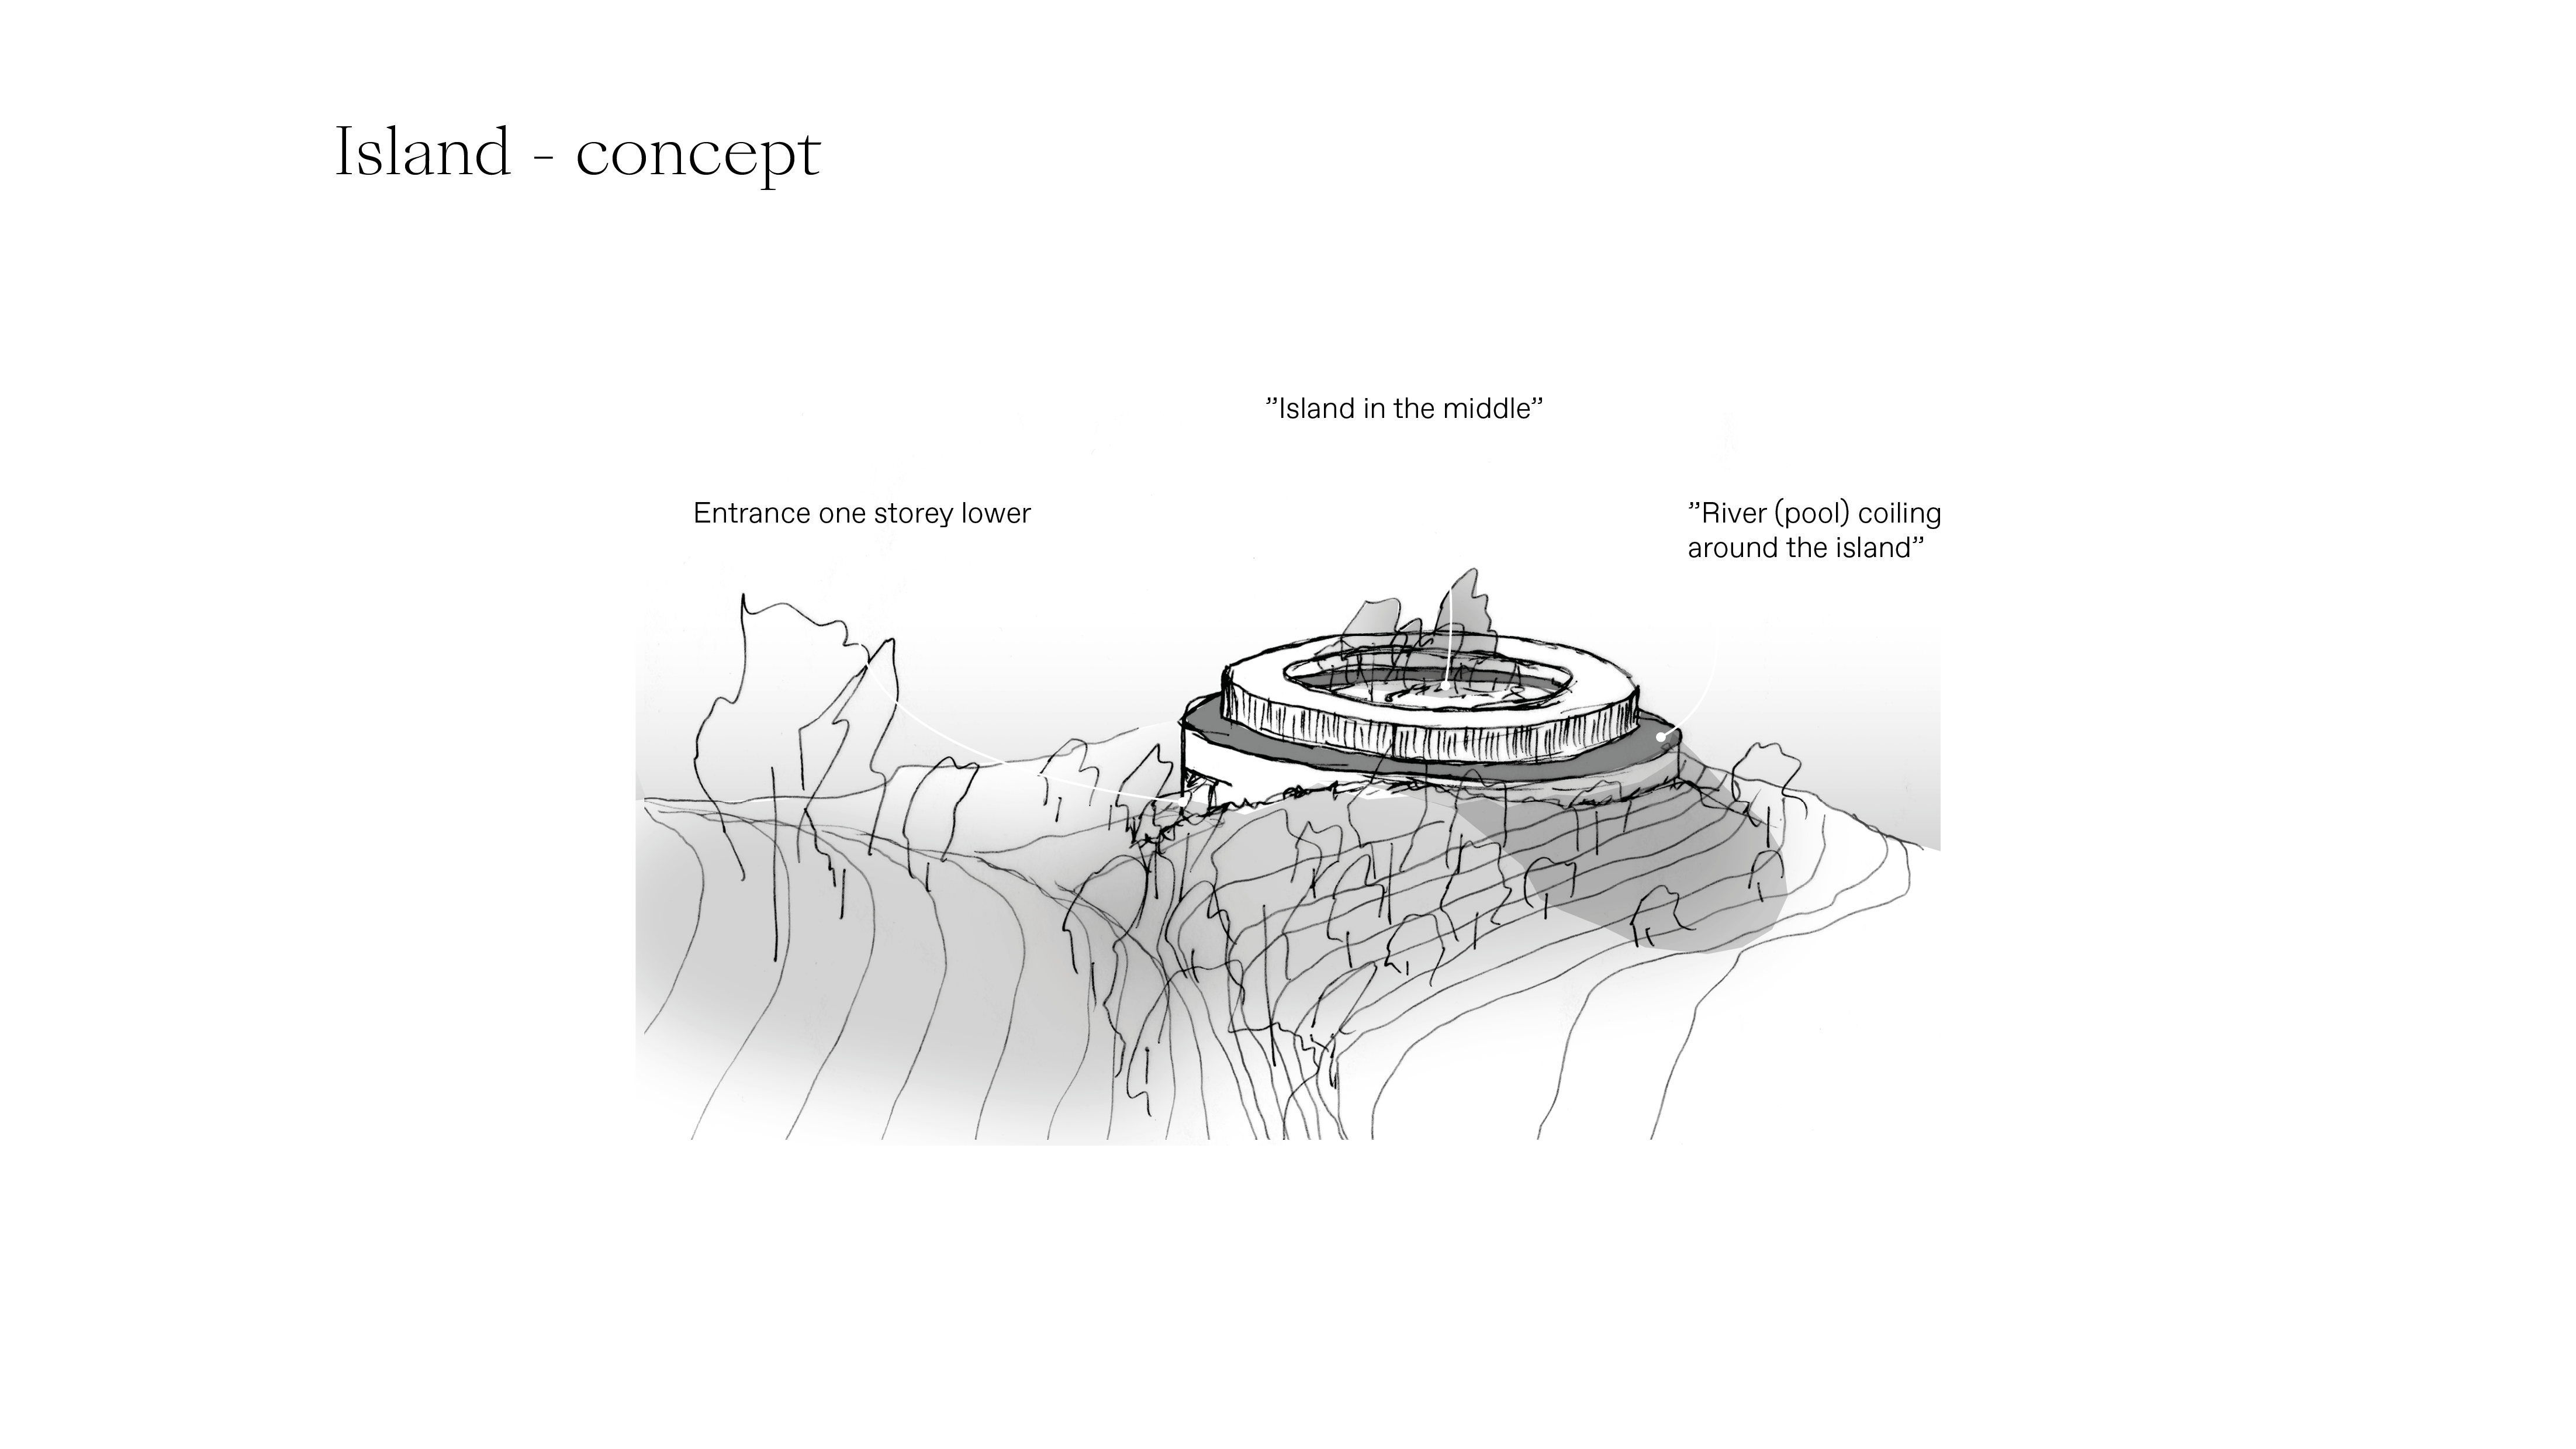 Island - concept
”Island in the middle”
Entrance one storey lower
”River (pool) coiling
around the island”